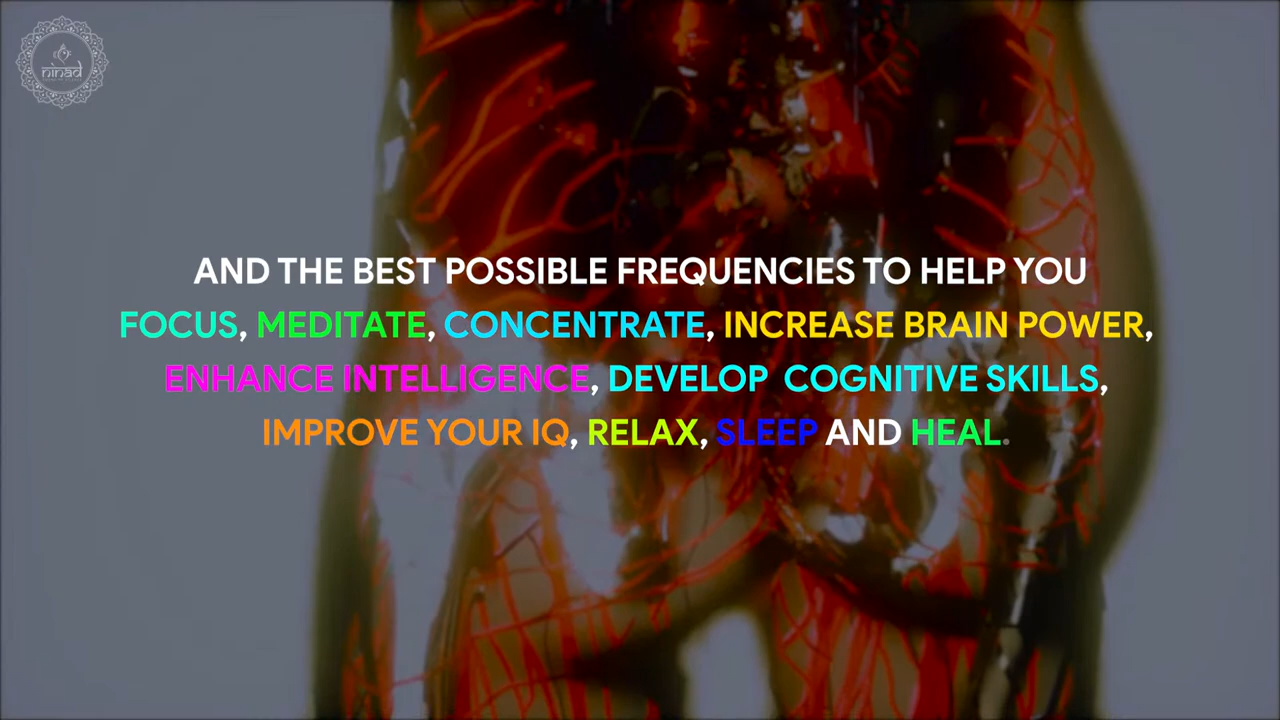 ninad
AND THE BEST POSSIBLE FREQUENCIES TO HELP YOU
FOCUS, MEDITATE, CONCENTRATE, INCREASE BRAIN POWER,
ENHANCE INTELLIGENCE, DEVELOP COGNITIVE SKILLS,
IMPROVE YOUR IQ, RELAX, SLEEP AND HEAL.